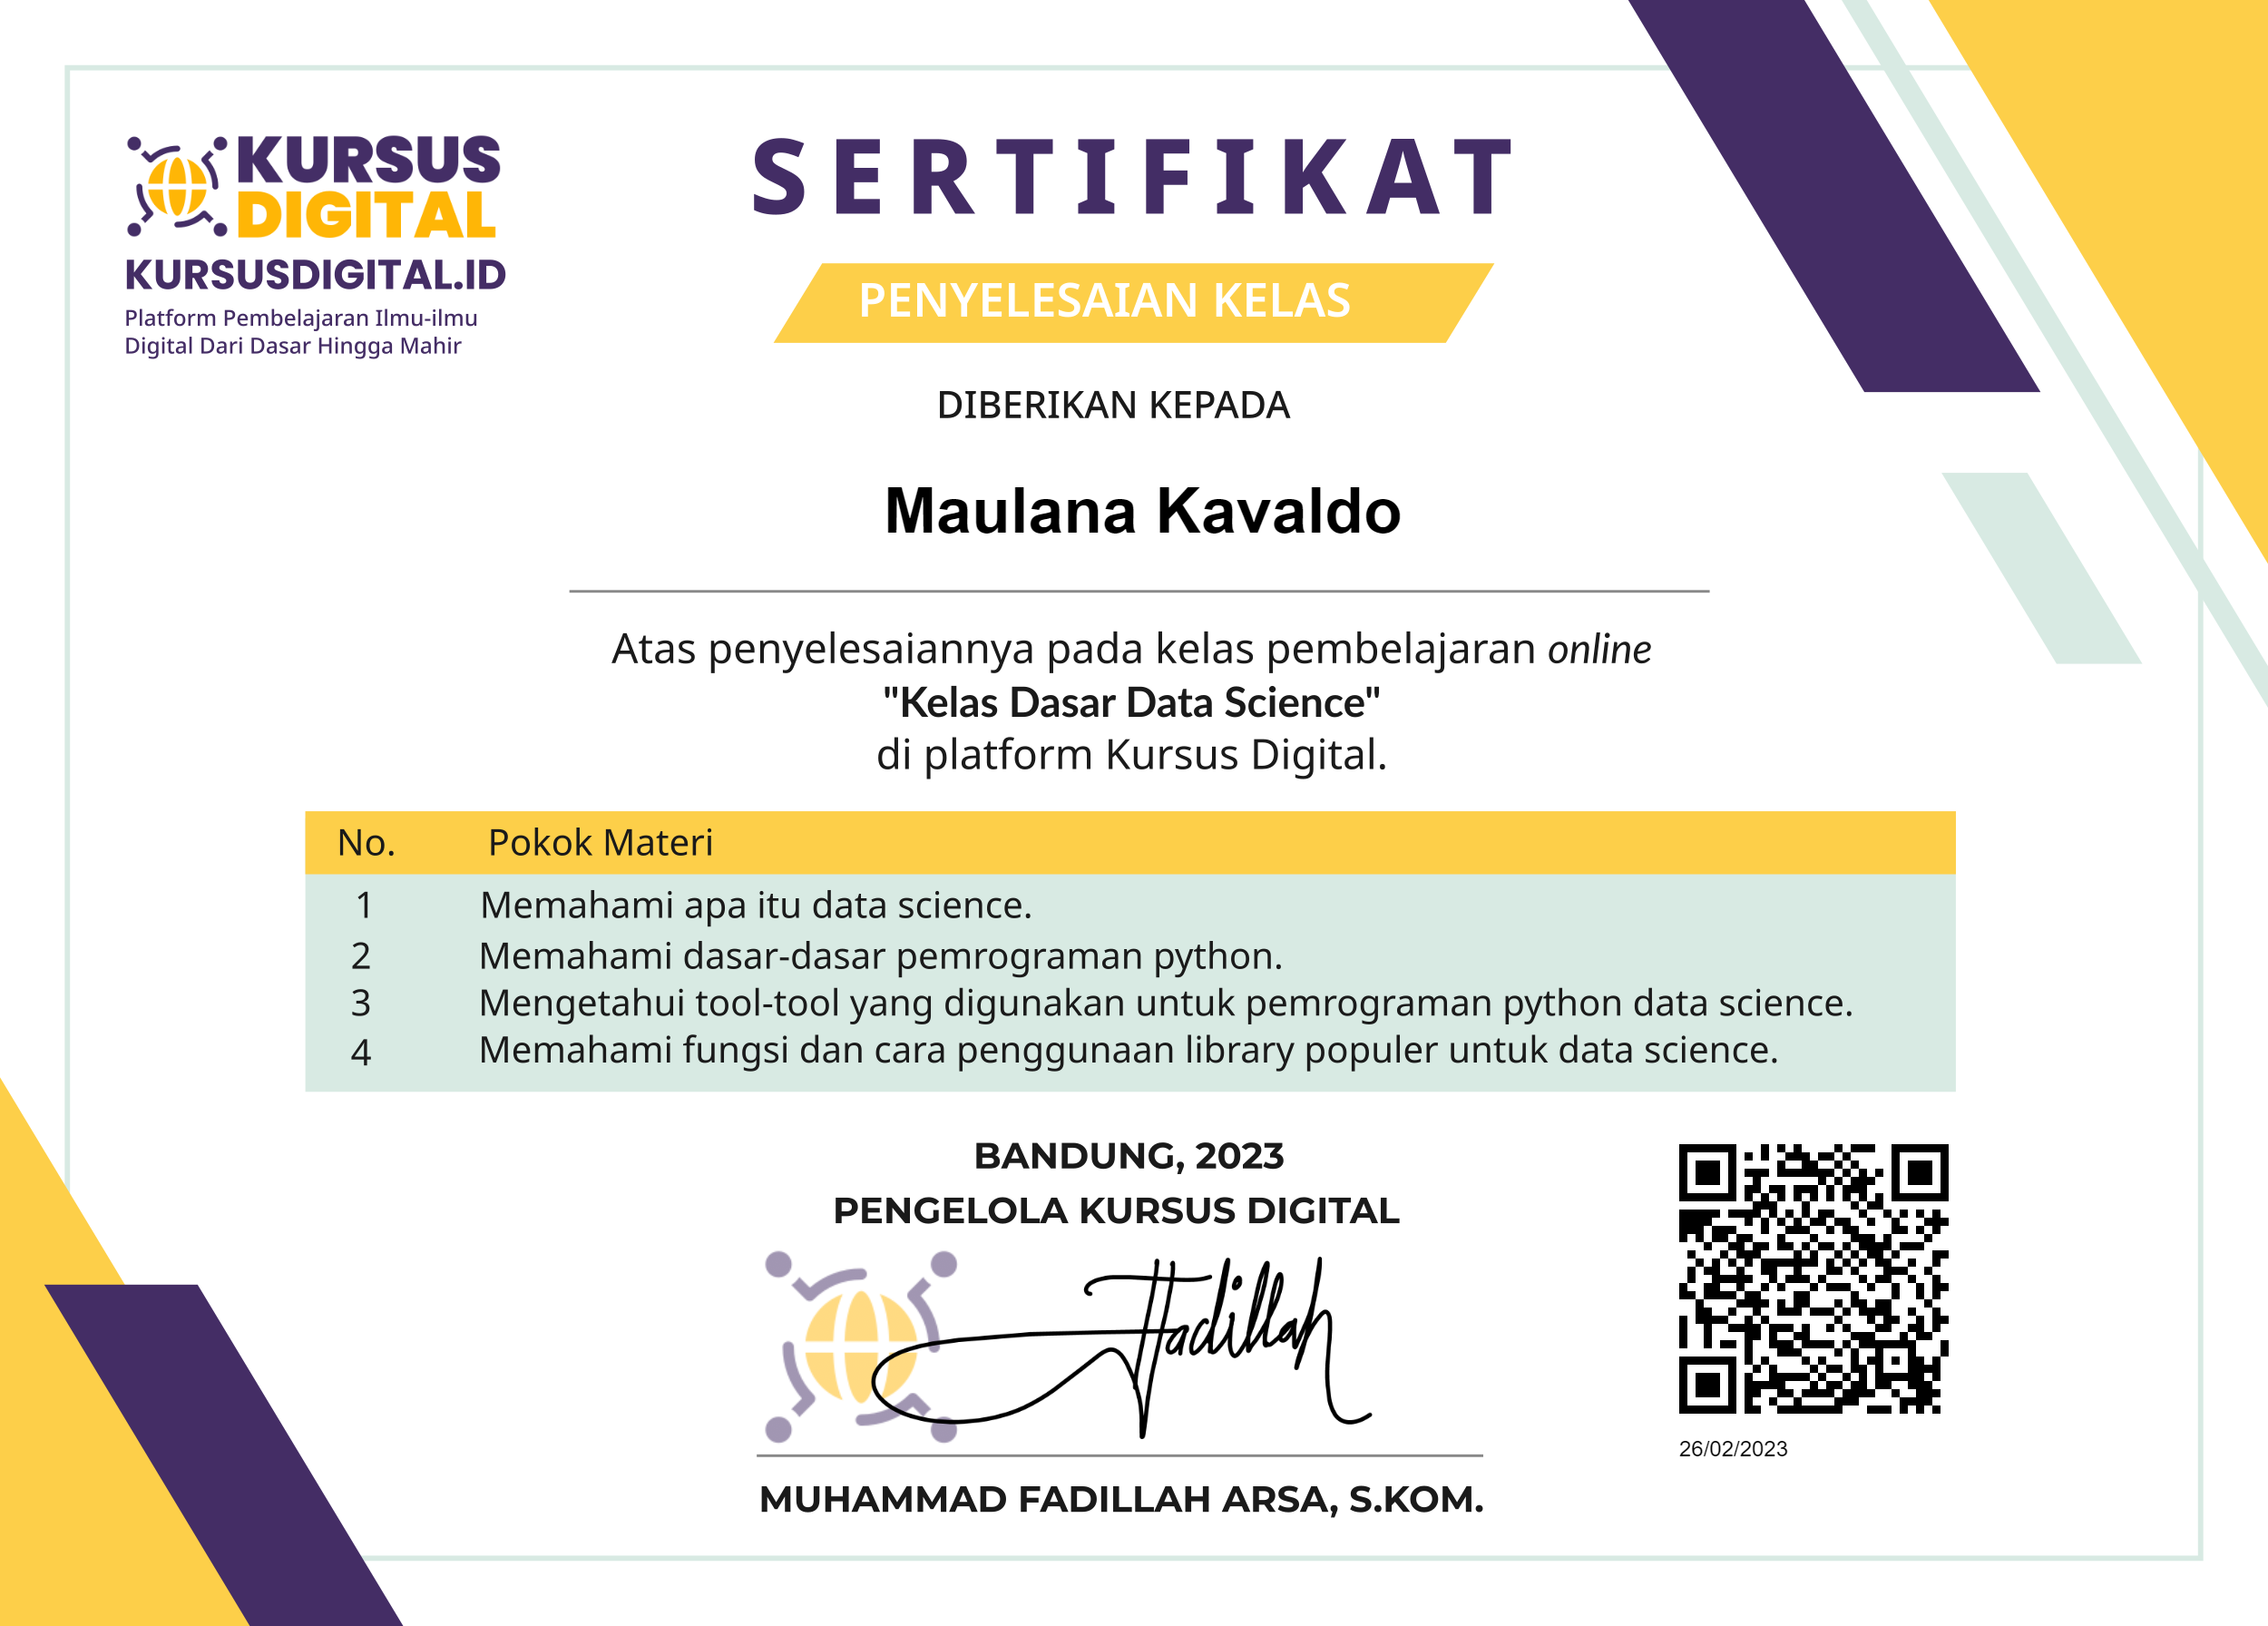 KURSUS
DIGITAL
KURSUSDIGITAL.ID
Platform Pembelajaran Ilmu-ilmu
Digital Dari Dasar Hingga Mahir
SERTIFIKAT
PENYELESAIAN KELAS
DIBERIKAN KEPADA
Maulana Kavaldo
Atas penyelesaiannya pada kelas pembelajaran online
"Kelas Dasar Data Science"
di platform Kursus Digital.
No. Pokok Materi
1 Memahami apa itu data science.
2 Memahami dasar-dasar pemrograman python.
3 Mengetahui tool-tool yang digunakan untuk pemrograman python data science.
4 Memahami fungsi dan cara penggunaan library populer untuk data science.
BANDUNG, 2023
PENGELOLA KURSUS DIGITAL
Fadillah
MUHAMMAD FADILLAH ARSA, S.KOM.
26/02/2023